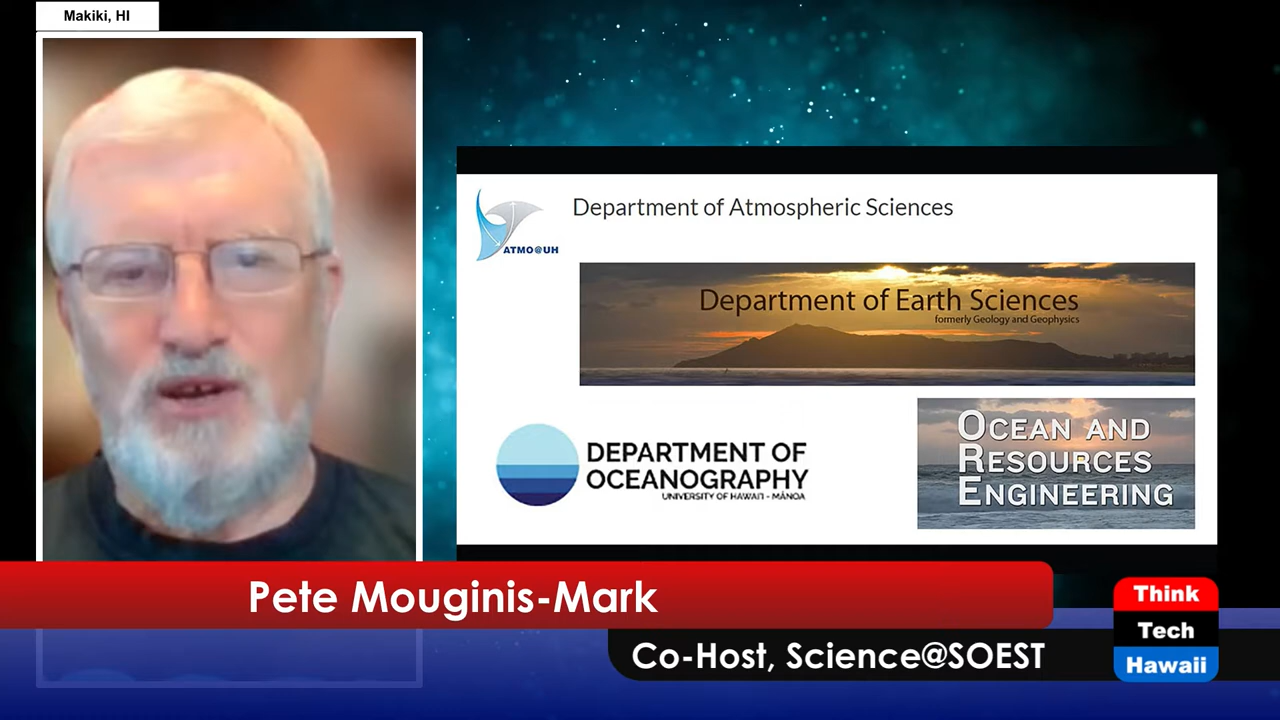 Makiki, HI
Department of Atmospheric Sciences
ATMO@UH
Department of Earth Sciences
formerly Geology and Geophysics
DEPARTMENT OF
OCEANOGRAPHY
UNIVERSITY OF HAWAI'I - MĀNOA
OCEAN AND
RESOURCES
ENGINEERING
Pete Mouginis-Mark
Co-Host, Science@SOEST
Think
Tech
Hawaii